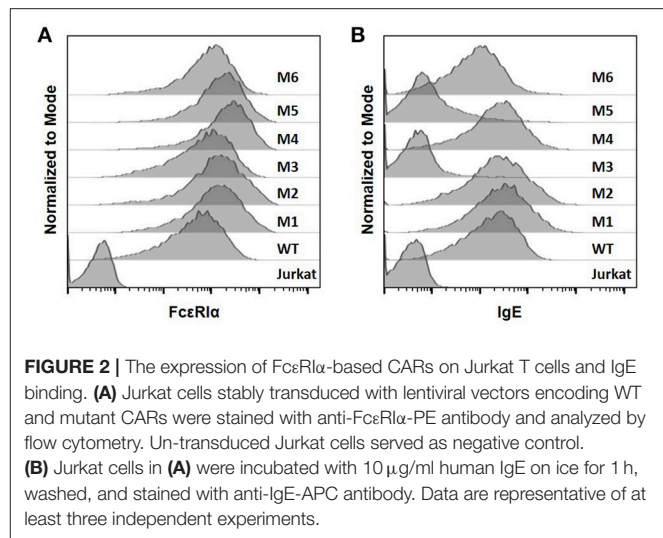 A
B
Normalized to Mode
M6
M5
M4
M3
M2
M1
WT
Jurkat
FcεRIα
Normalized to Mode
M6
M5
M4
M3
M2
M1
WT
Jurkat
IgE
FIGURE 2 | The expression of FcεRIα-based CARs on Jurkat T cells and IgE
binding. (A) Jurkat cells stably transduced with lentiviral vectors encoding WT
and mutant CARs were stained with anti-FcεRIα-PE antibody and analyzed by
flow cytometry. Un-transduced Jurkat cells served as negative control.
(B) Jurkat cells in (A) were incubated with 10 μg/ml human IgE on ice for 1 h,
washed, and stained with anti-IgE-APC antibody. Data are representative of at
least three independent experiments.